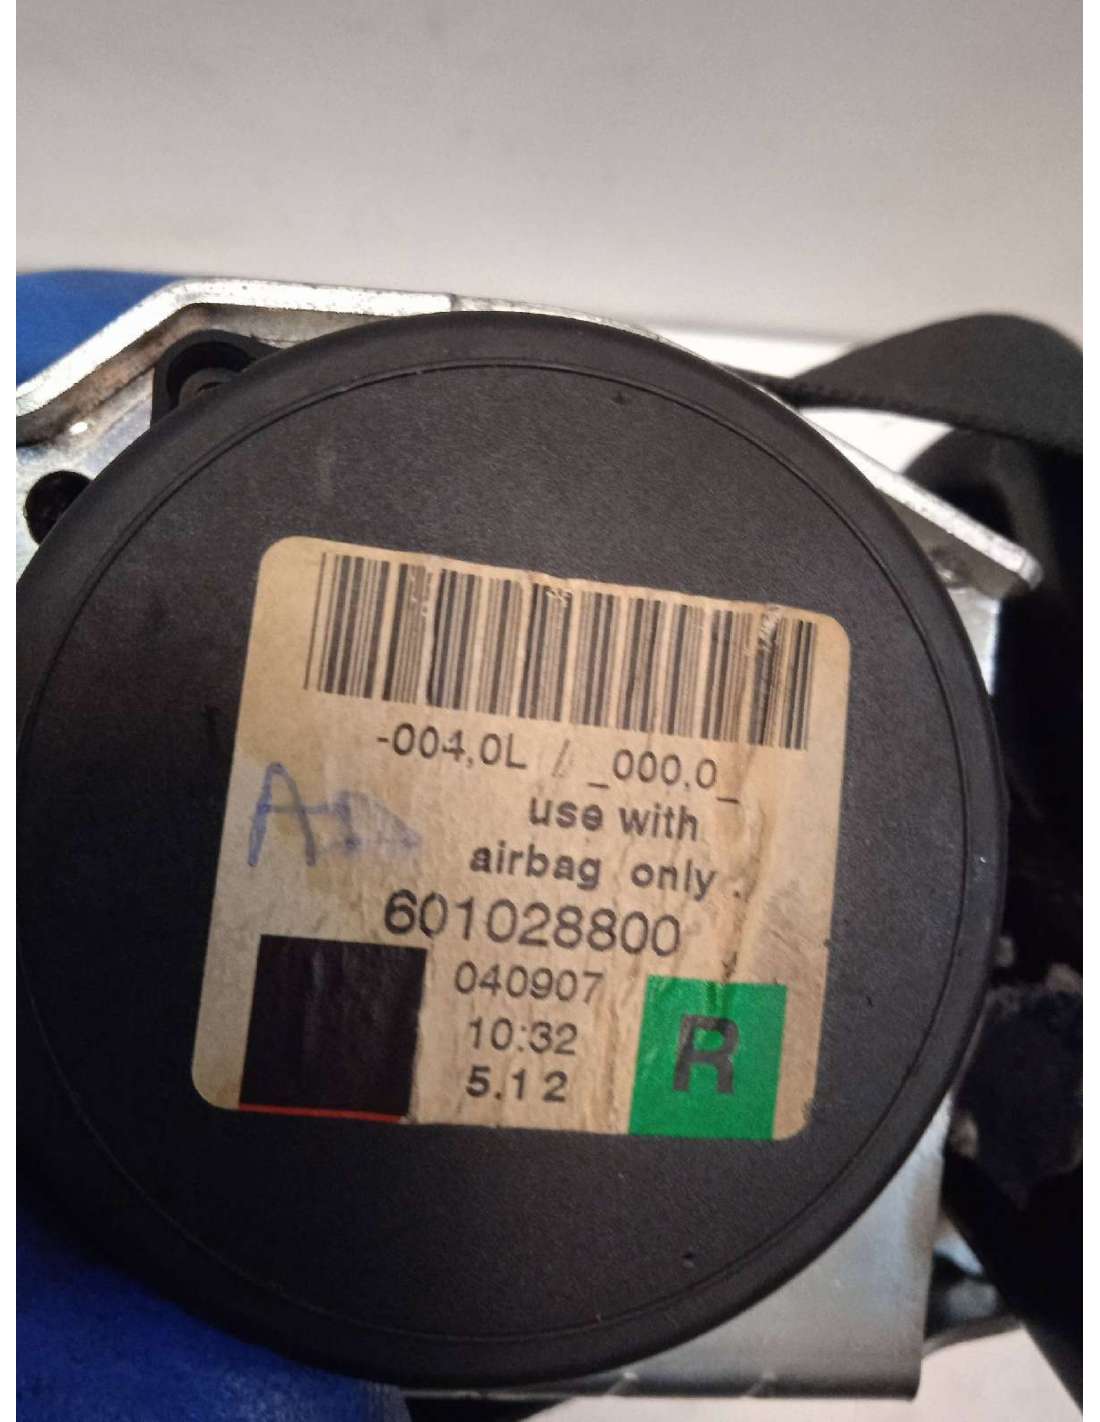 -004,0L / _000,0_
use with
airbag only.
601028800
040907
10:32
5.12
R